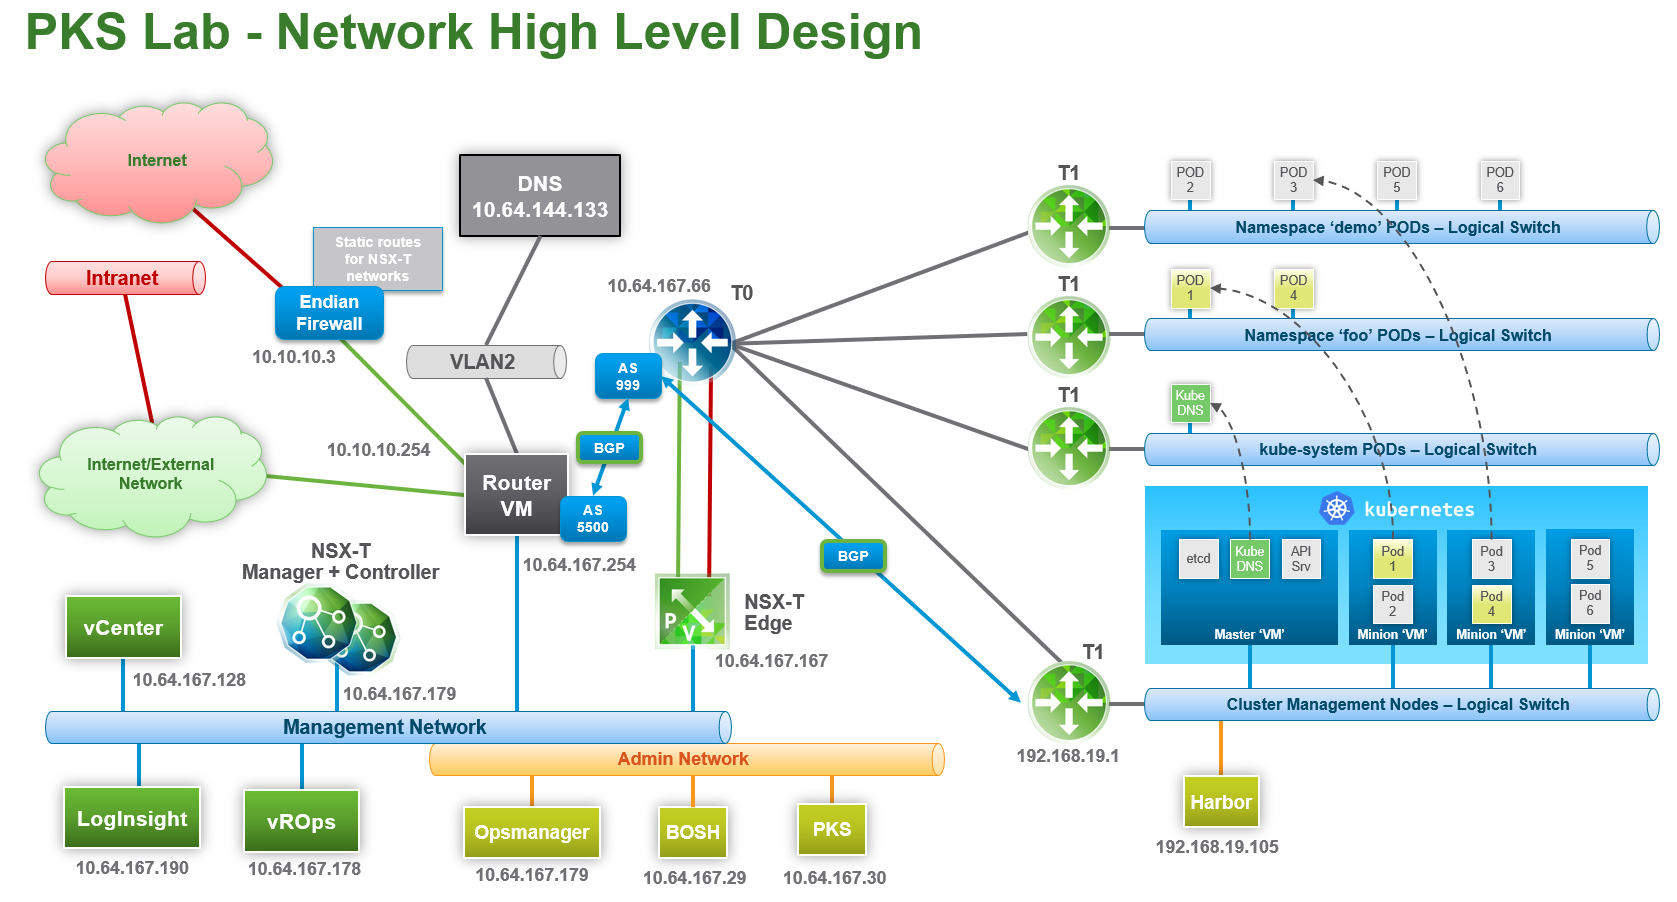 PKS Lab - Network High Level Design
Internet
Static routes
for NSX-T
networks
Intranet
Endian
Firewall
10.10.10.3
DNS
10.64.144.133
VLAN2
10.10.10.254
Internet/External
Network
Router
VM
10.64.167.254
AS
5500
BGP
AS
999
10.64.167.66
T0
BGP
NSX-T
Manager + Controller
10.64.167.179
vCenter
10.64.167.128
P
V
NSX-T
Edge
10.64.167.167
Management Network
Admin Network
LogInsight
10.64.167.190
vROps
10.64.167.178
Opsmanager
10.64.167.179
BOSH
10.64.167.29
PKS
10.64.167.30
T1
POD
2
POD
3
POD
5
POD
6
Namespace ‘demo’ PODs – Logical Switch
T1
POD
1
POD
4
Namespace ‘foo’ PODs – Logical Switch
T1
Kube
DNS
kube-system PODs – Logical Switch
kubernetes
etcd
Kube
DNS
API
Srv
Master ‘VM’
Pod
1
Pod
2
Minion ‘VM’
Pod
3
Pod
4
Minion ‘VM’
Pod
5
Pod
6
Minion ‘VM’
T1
192.168.19.1
Cluster Management Nodes – Logical Switch
Harbor
192.168.19.105